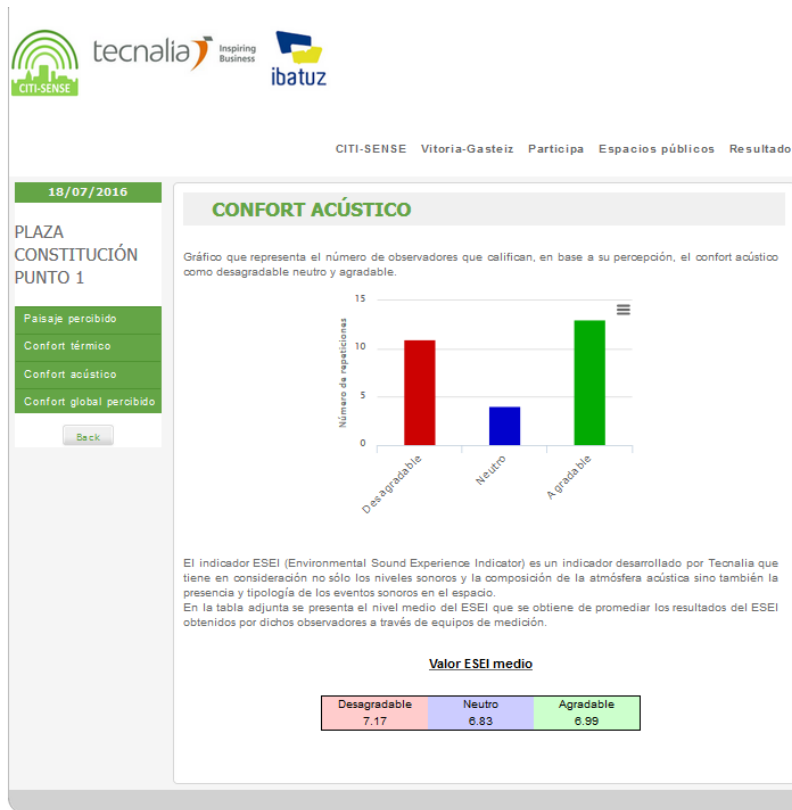 CITI-SENSE
tecnalia Inspiring
Business
ibatuz
CITI-SENSE Vitoria-Gasteiz Participa Espacios públicos Resultado
18/07/2016
PLAZA
CONSTITUCIÓN
PUNTO 1
Paisaje percibido
Confort térmico
Confort acústico
Confort global percibido
Back
CONFORT ACÚSTICO
Gráfico que representa el número de observadores que califican, en base a su percepción, el confort acústico
como desagradable neutro y agradable.
Número de repeticiones
15
10
5
0
Desagradable
Neutro
Agradable
El indicador ESEI (Environmental Sound Experience Indicator) es un indicador desarrollado por Tecnalia que
tiene en consideración no sólo los niveles sonoros y la composición de la atmósfera acústica sino también la
presencia y tipología de los eventos sonoros en el espacio.
En la tabla adjunta se presenta el nivel medio del ESEI que se obtiene de promediar los resultados del ESEI
obtenidos por dichos observadores a través de equipos de medición.
Valor ESEI medio
Desagradable Neutro Agradable
7.17 6.83 6.99